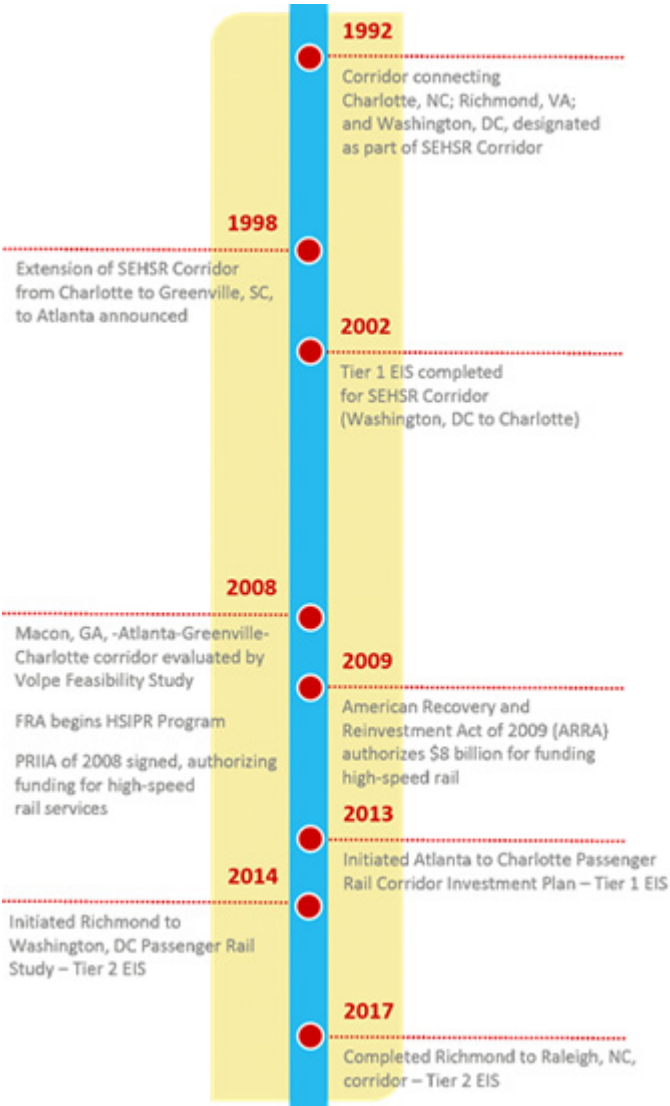 1992
Corridor connecting
Charlotte, NC; Richmond, VA;
and Washington, DC, designated
as part of SEHSR Corridor
1998
Extension of SEHSR Corridor
from Charlotte to Greenville, SC,
to Atlanta announced
2002
Tier 1 EIS completed
for SEHSR Corridor
(Washington, DC to Charlotte)
2008
Macon, GA, -Atlanta-Greenville-
Charlotte corridor evaluated by
Volpe Feasibility Study
FRA begins HSIPR Program
PRIIA of 2008 signed, authorizing
funding for high-speed
rail services
2009
American Recovery and
Reinvestment Act of 2009 (ARRA)
authorizes $8 billion for funding
high-speed rail
2013
Initiated Atlanta to Charlotte Passenger
Rail Corridor Investment Plan – Tier 1 EIS
2014
Initiated Richmond to
Washington, DC Passenger Rail
Study – Tier 2 EIS
2017
Completed Richmond to Raleigh, NC,
corridor – Tier 2 EIS